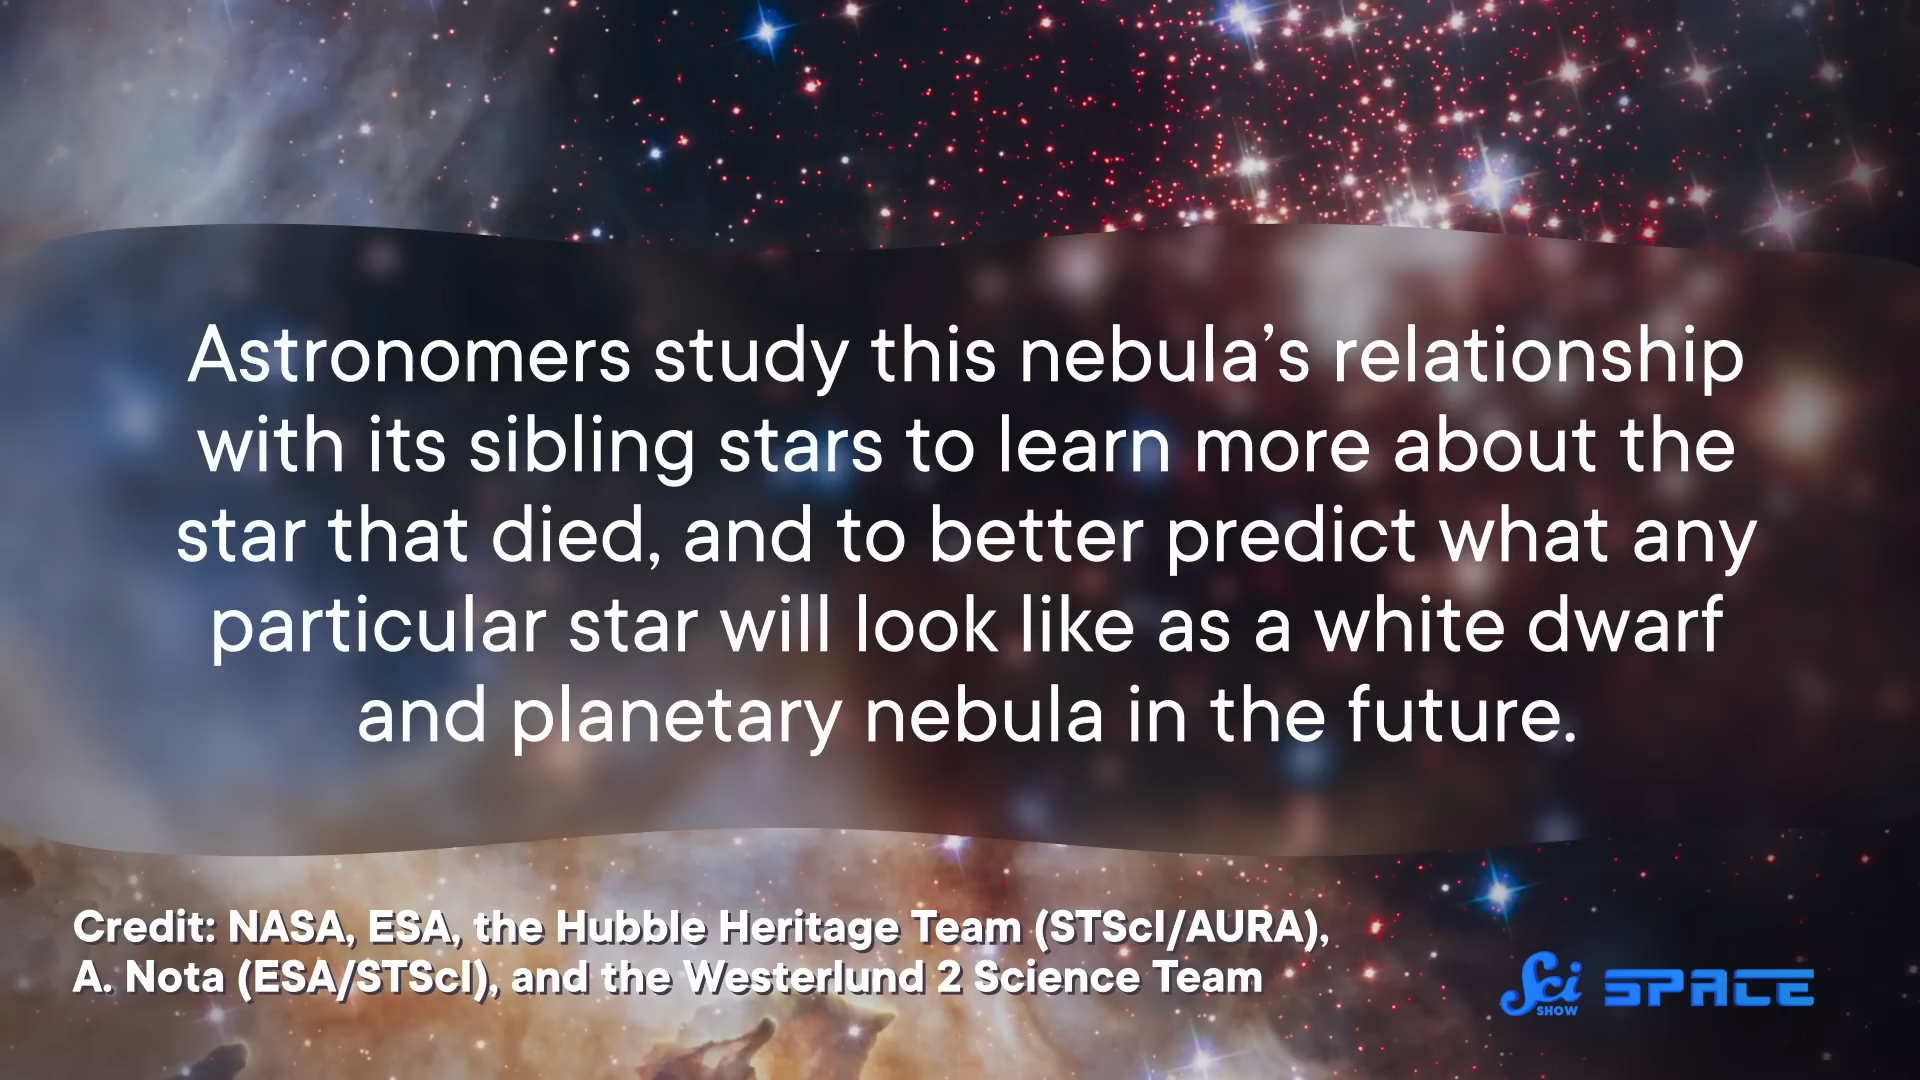 Astronomers study this nebula’s relationship
with its sibling stars to learn more about the
star that died, and to better predict what any
particular star will look like as a white dwarf
and planetary nebula in the future.
Credit: NASA, ESA, the Hubble Heritage Team (STScI/AURA),
A. Nota (ESA/STScI), and the Westerlund 2 Science Team
Sci SHOW SPACE